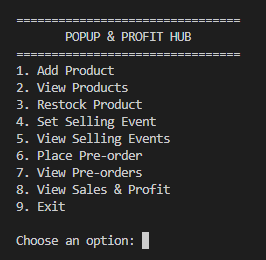 ================================
POPUP & PROFIT HUB
================================
1. Add Product
2. View Products
3. Restock Product
4. Set Selling Event
5. View Selling Events
6. Place Pre-order
7. View Pre-orders
8. View Sales & Profit
9. Exit
Choose an option: